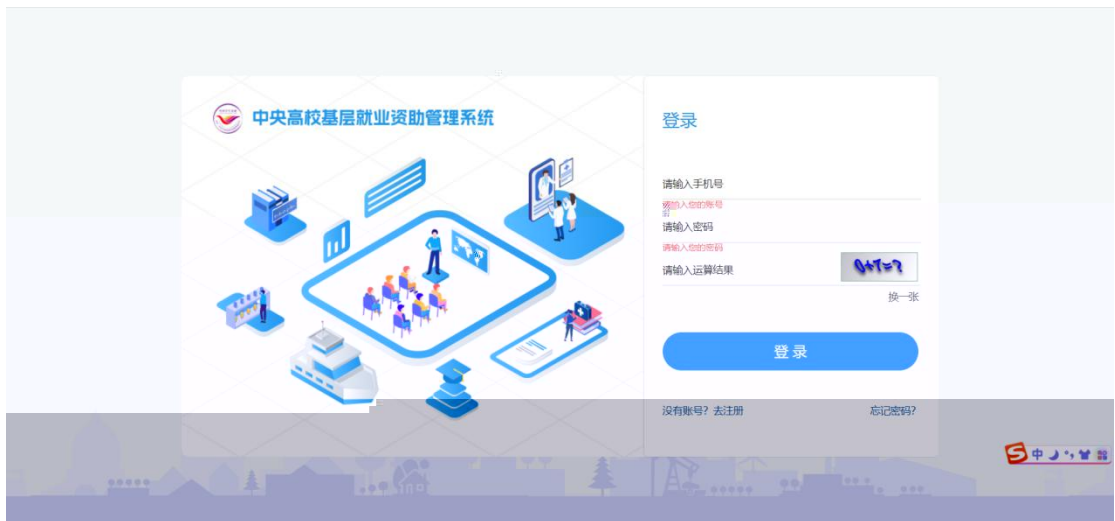 中央高校基层就业资助管理系统
登录
请输入手机号
请输入您的账号
请输入密码
请输入您的密码
请输入运算结果
0+7=?
换一张
登录
没有账号？去注册
忘记密码？
中